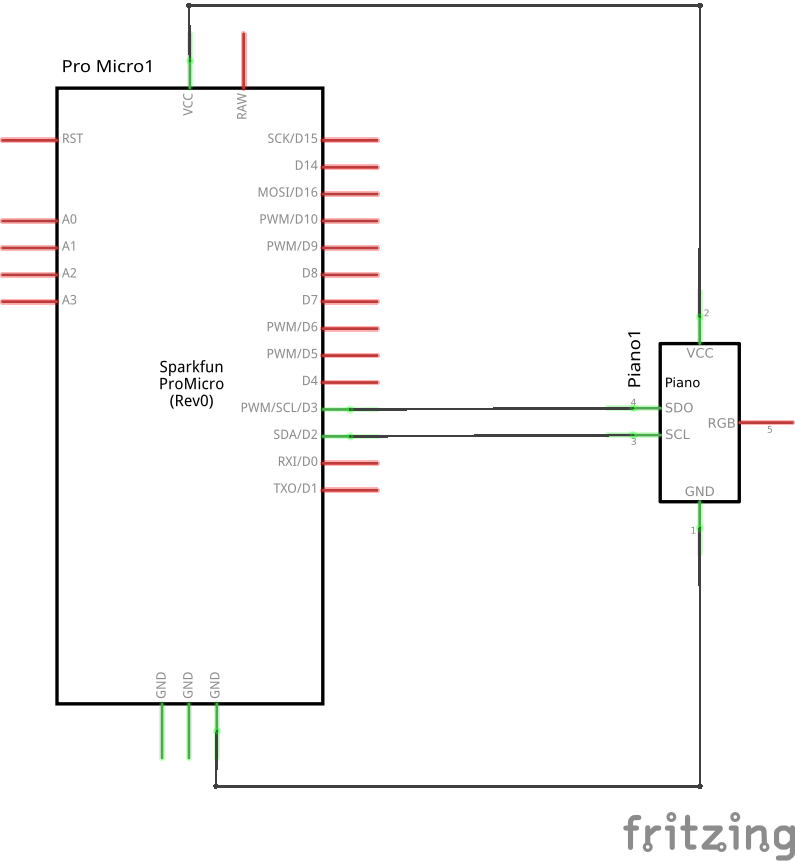 Pro Micro1
VCC
RAW
RST
A0
A1
A2
A3
SCK/D15
D14
MOSI/D16
PWM/D10
PWM/D9
D8
D7
PWM/D6
PWM/D5
D4
PWM/SCL/D3
SDA/D2
RXI/D0
TXO/D1
Sparkfun
ProMicro
(Rev0)
GND
GND
GND
Piano1
2
VCC
Piano
4
SDO
3
SCL
RGB
5
GND
1
fritzing